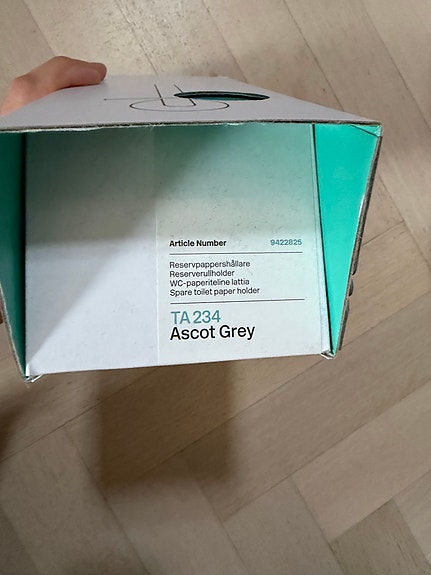 Article Number 9422825
Reservpappershållare
Reserverullholder
WC-paperiteline lattia
Spare toilet paper holder
TA 234
Ascot Grey